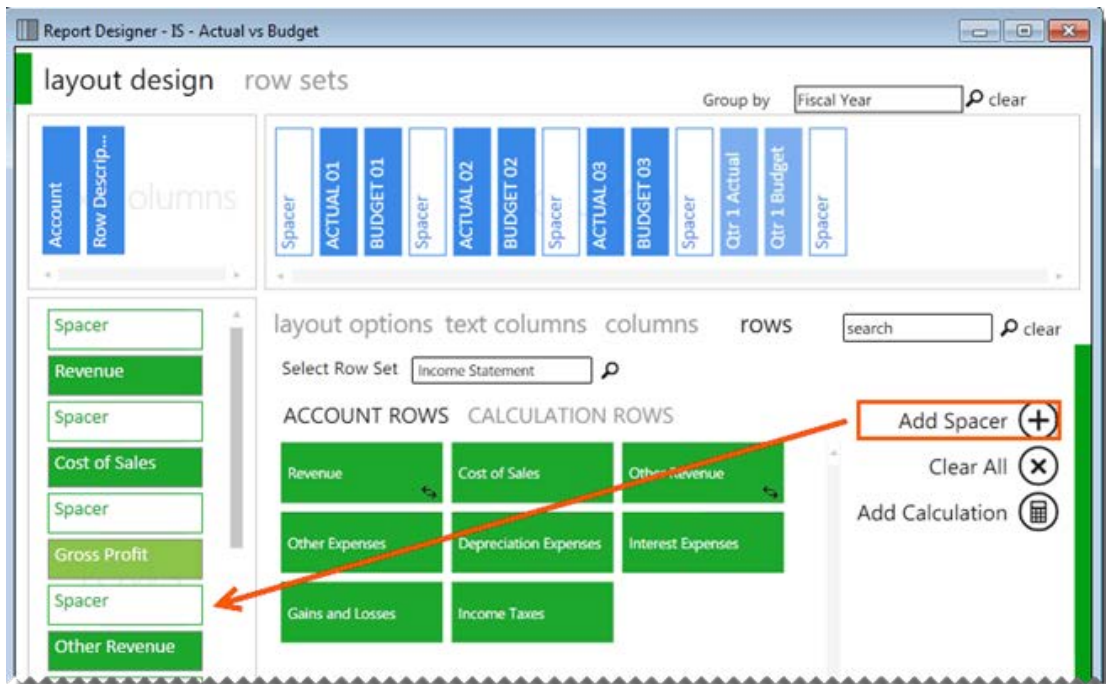 Report Designer - IS - Actual vs Budget
layout design row sets
Group by Fiscal Year clear
Account
Row Descrip...
olumns
Spacer
ACTUAL 01
BUDGET 01
Spacer
ACTUAL 02
BUDGET 02
Spacer
ACTUAL 03
BUDGET 03
Spacer
Qtr 1 Actual
Qtr 1 Budget
Spacer
Spacer
Revenue
Spacer
Cost of Sales
Spacer
Gross Profit
Spacer
Other Revenue
layout options text columns columns rows search clear
Select Row Set Income Statement
ACCOUNT ROWS CALCULATION ROWS
Revenue Cost of Sales Other Revenue
Other Expenses Depreciation Expenses Interest Expenses
Gains and Losses Income Taxes
Add Spacer
Clear All
Add Calculation